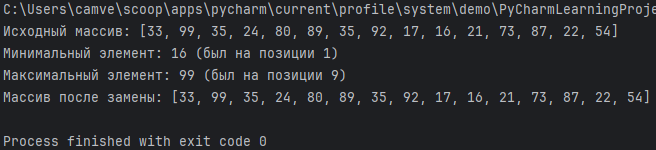 C:\Users\camve\scoop\apps\pycharm\current\profile\system\demo\PyCharmLearningProje
Исходный массив: [33, 99, 35, 24, 80, 89, 35, 92, 17, 16, 21, 73, 87, 22, 54]
Минимальный элемент: 16 (был на позиции 1)
Максимальный элемент: 99 (был на позиции 9)
Массив после замены: [33, 99, 35, 24, 80, 89, 35, 92, 17, 16, 21, 73, 87, 22, 54]
Process finished with exit code 0